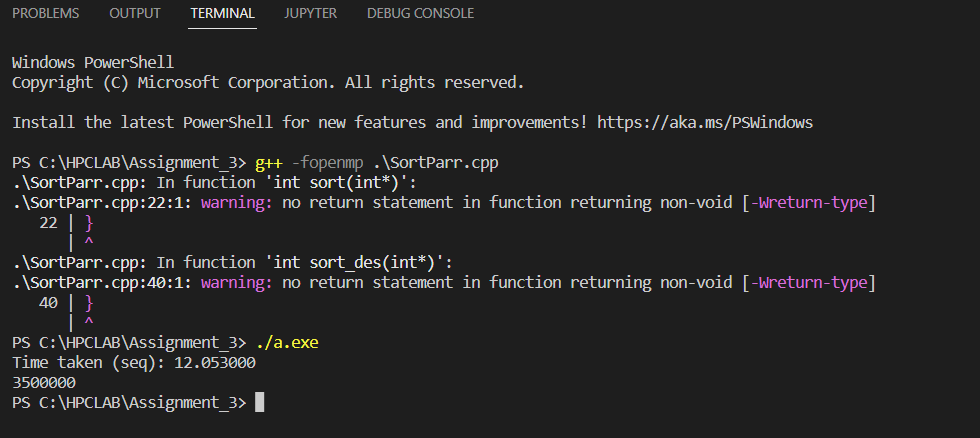 PROBLEMS OUTPUT TERMINAL JUPYTER DEBUG CONSOLE
Windows PowerShell
Copyright (C) Microsoft Corporation. All rights reserved.
Install the latest PowerShell for new features and improvements! https://aka.ms/PSWindows
PS C:\HPCLAB\Assignment_3> g++ -fopenmp .\SortParr.cpp
.\SortParr.cpp: In function 'int sort(int*)':
.\SortParr.cpp:22:1: warning: no return statement in function returning non-void [-Wreturn-type]
   22 | }
      | ^
.\SortParr.cpp: In function 'int sort_des(int*)':
.\SortParr.cpp:40:1: warning: no return statement in function returning non-void [-Wreturn-type]
   40 | }
      | ^
PS C:\HPCLAB\Assignment_3> ./a.exe
Time taken (seq): 12.053000
3500000
PS C:\HPCLAB\Assignment_3>